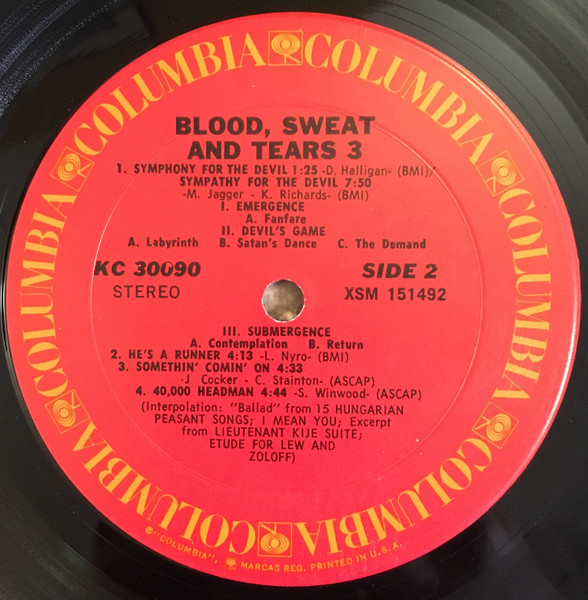 COLUMBIA COLUMBIA COLUMBIA COLUMBIA COLUMBIA COLUMBIA
BLOOD, SWEAT
AND TEARS 3
1. SYMPHONY FOR THE DEVIL 1:25 -D. Halligan- (BMI)/
SYMPATHY FOR THE DEVIL 7:50
-M. Jagger - K. Richards- (BMI)
I. EMERGENCE
A. Fanfare
II. DEVIL'S GAME
A. Labyrinth B. Satan's Dance C. The Demand
KC 30090 SIDE 2
STEREO XSM 151492
III. SUBMERGENCE
A. Contemplation B. Return
2. HE'S A RUNNER 4:13 -L. Nyro- (BMI)
3. SOMETHIN' COMIN' ON 4:33
-J Cocker - C. Stainton- (ASCAP)
4. 40,000 HEADMAN 4:44 -S. Winwood- (ASCAP)
(Interpolation: "Ballad" from 15 HUNGARIAN
PEASANT SONGS; I MEAN YOU; Excerpt
from LIEUTENANT KIJE SUITE;
ETUDE FOR LEW AND
ZOLOFF)
® "COLUMBIA", MARCAS REG. PRINTED IN U.S.A.